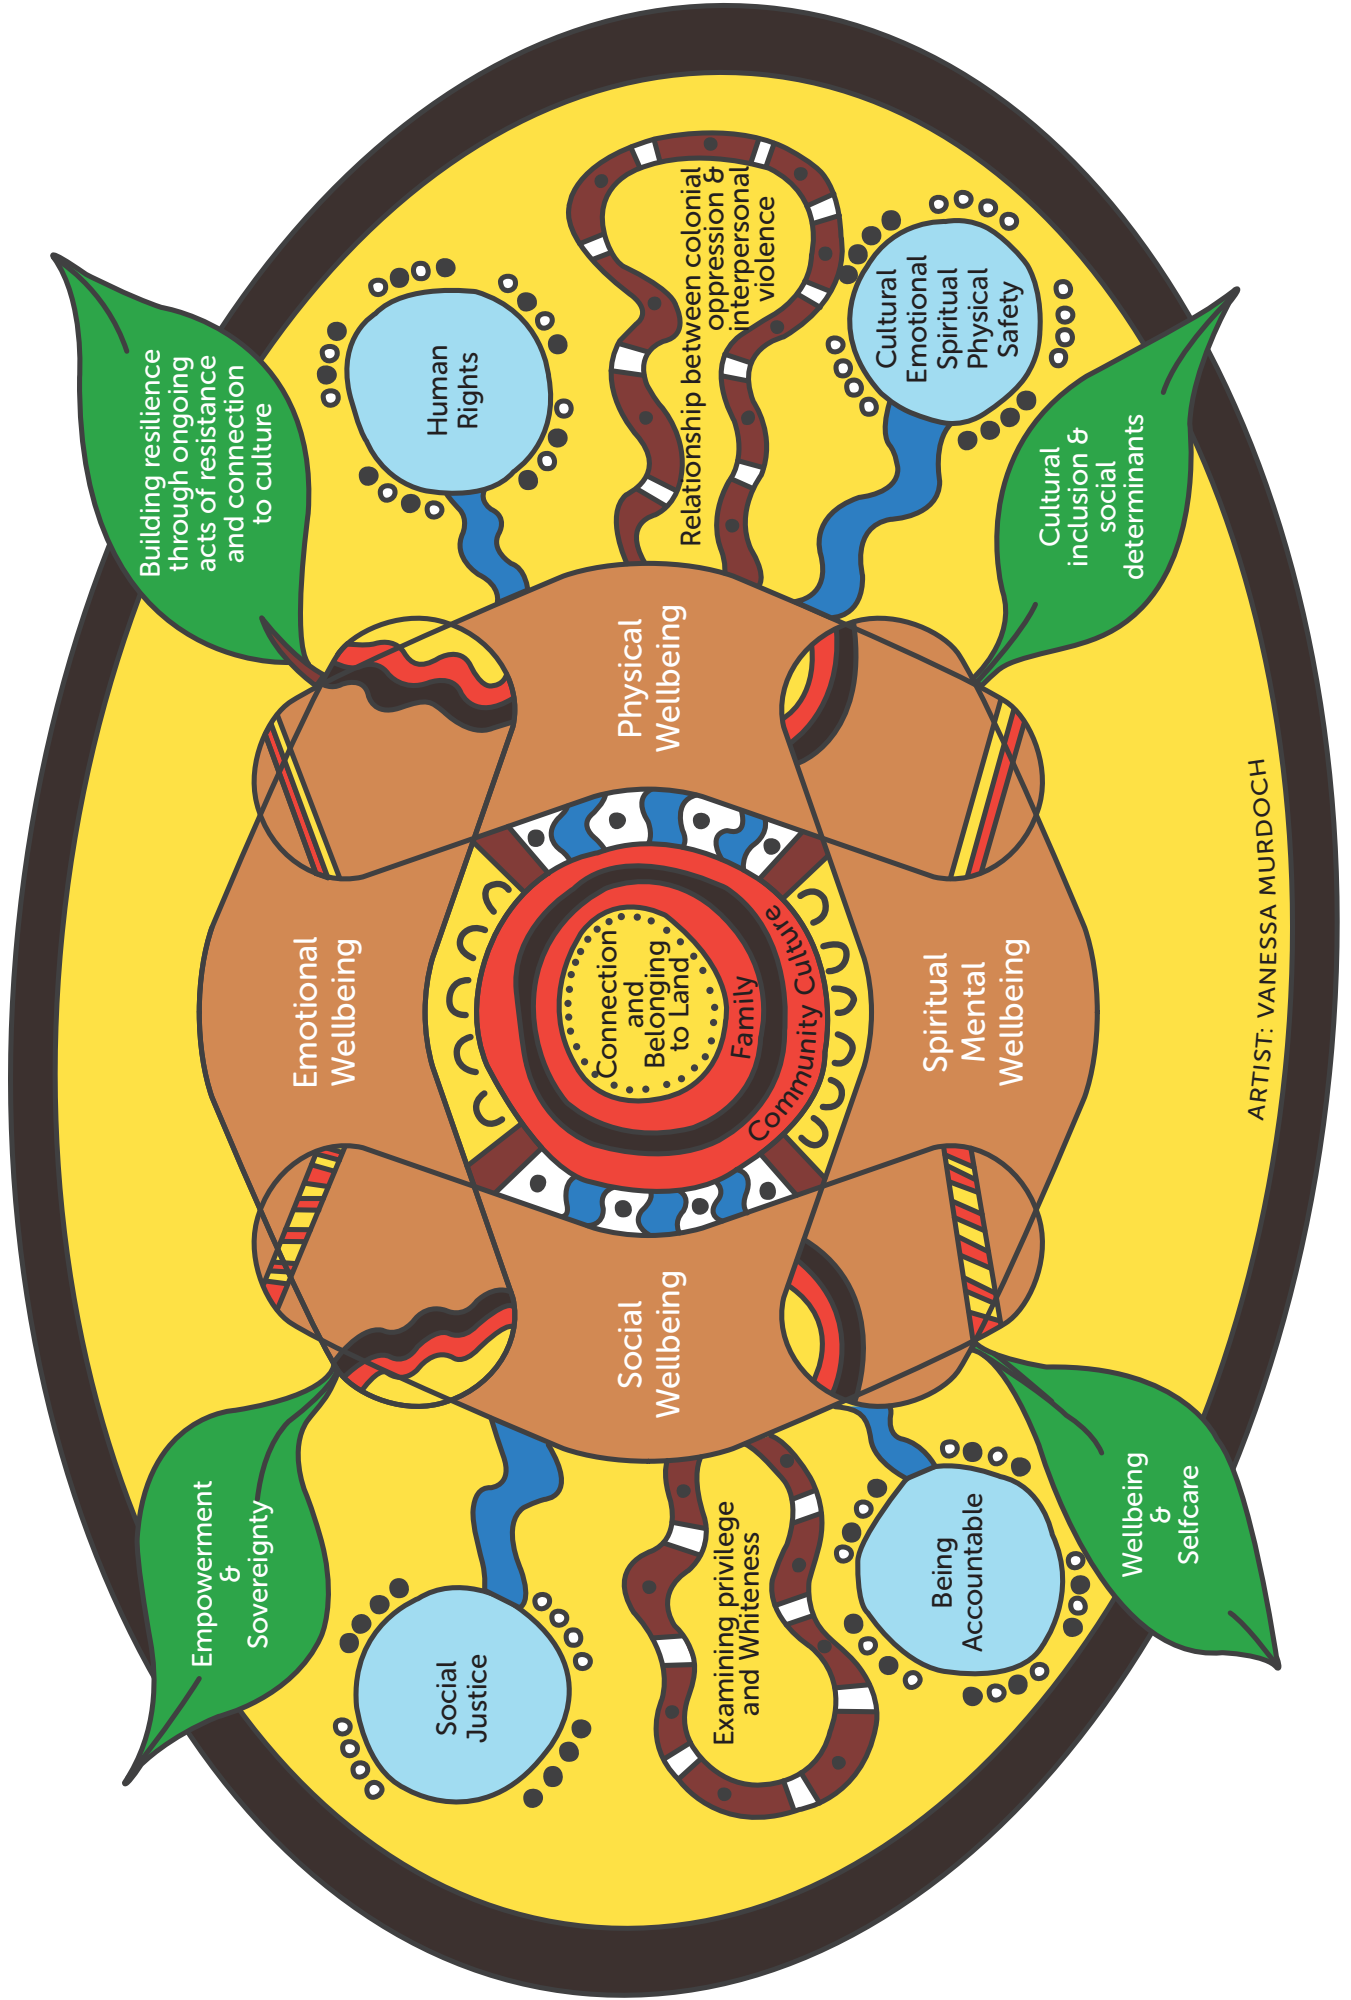 Empowerment
&
Sovereignty
Emotional
Wellbeing
Building resilience
through ongoing
acts of resistance
and connection
to culture
Social
Justice
Human
Rights
Social
Wellbeing
Connection
and
Belonging
to Land
Family
Community Culture
Physical
Wellbeing
Relationship between colonial
oppression &
interpersonal
violence
Examining privilege
and Whiteness
Being
Accountable
Spiritual
Mental
Wellbeing
Cultural
Emotional
Spiritual
Physical
Safety
Wellbeing
&
Selfcare
Cultural
inclusion &
social
determinants
ARTIST: VANESSA MURDOCH